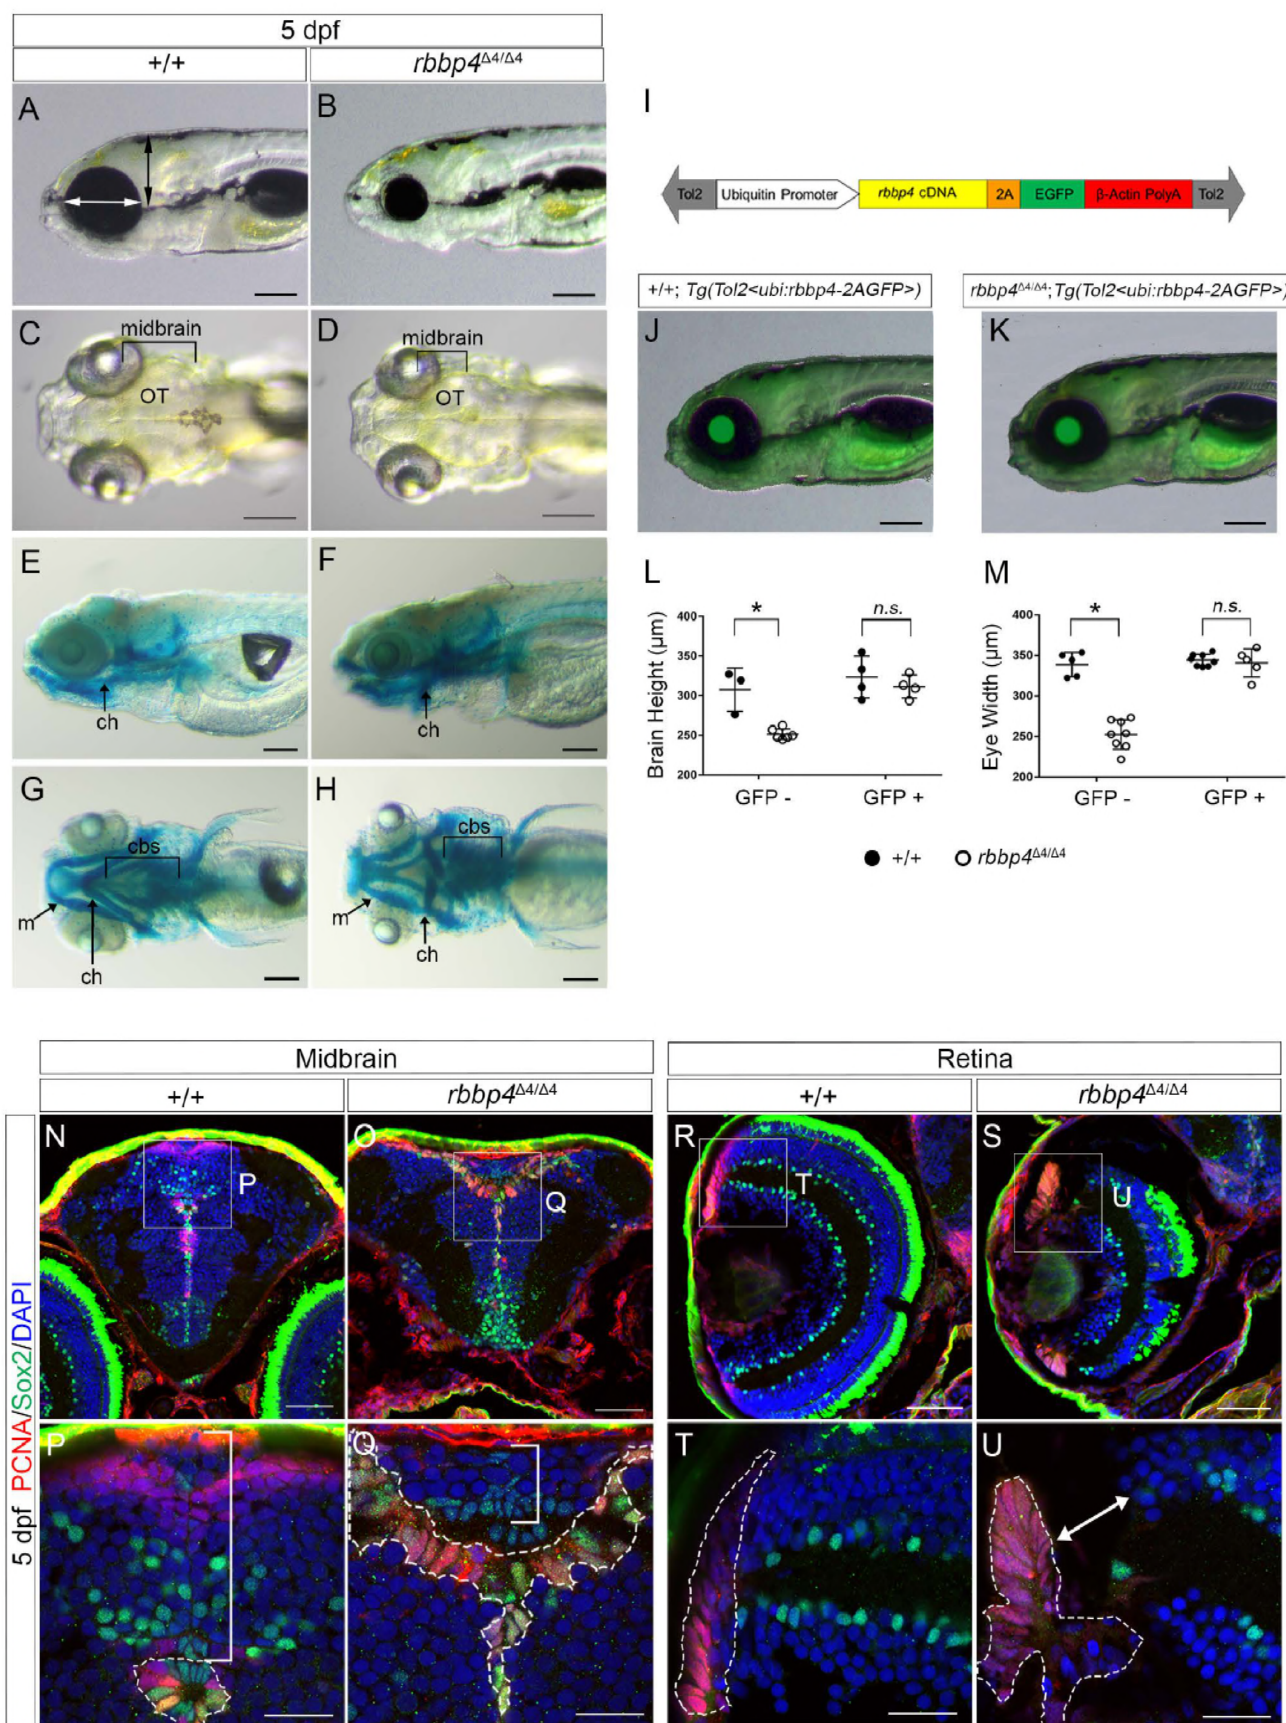 5 dpf
+/+
rbbp4Δ4/Δ4
A
B
C
midbrain
OT
D
midbrain
OT
E
ch
F
ch
G
cbs
m
ch
H
cbs
m
ch
I
Tol2
Ubiquitin Promoter
rbbp4 cDNA
2A
EGFP
β-Actin PolyA
Tol2
+/+; Tg(Tol2<ubi:rbbp4-2AGFP>)
rbbp4Δ4/Δ4; Tg(Tol2<ubi:rbbp4-2AGFP>)
J
K
L
Brain Height (µm)
400
350
300
250
200
*
n.s.
GFP -
GFP +
M
Eye Width (µm)
400
350
300
250
200
*
n.s.
GFP -
GFP +
+/+
rbbp4Δ4/Δ4
Midbrain
Retina
+/+
rbbp4Δ4/Δ4
+/+
rbbp4Δ4/Δ4
5 dpf PCNA/Sox2/DAPI
N
P
O
Q
R
T
S
U
P
Q
T
U